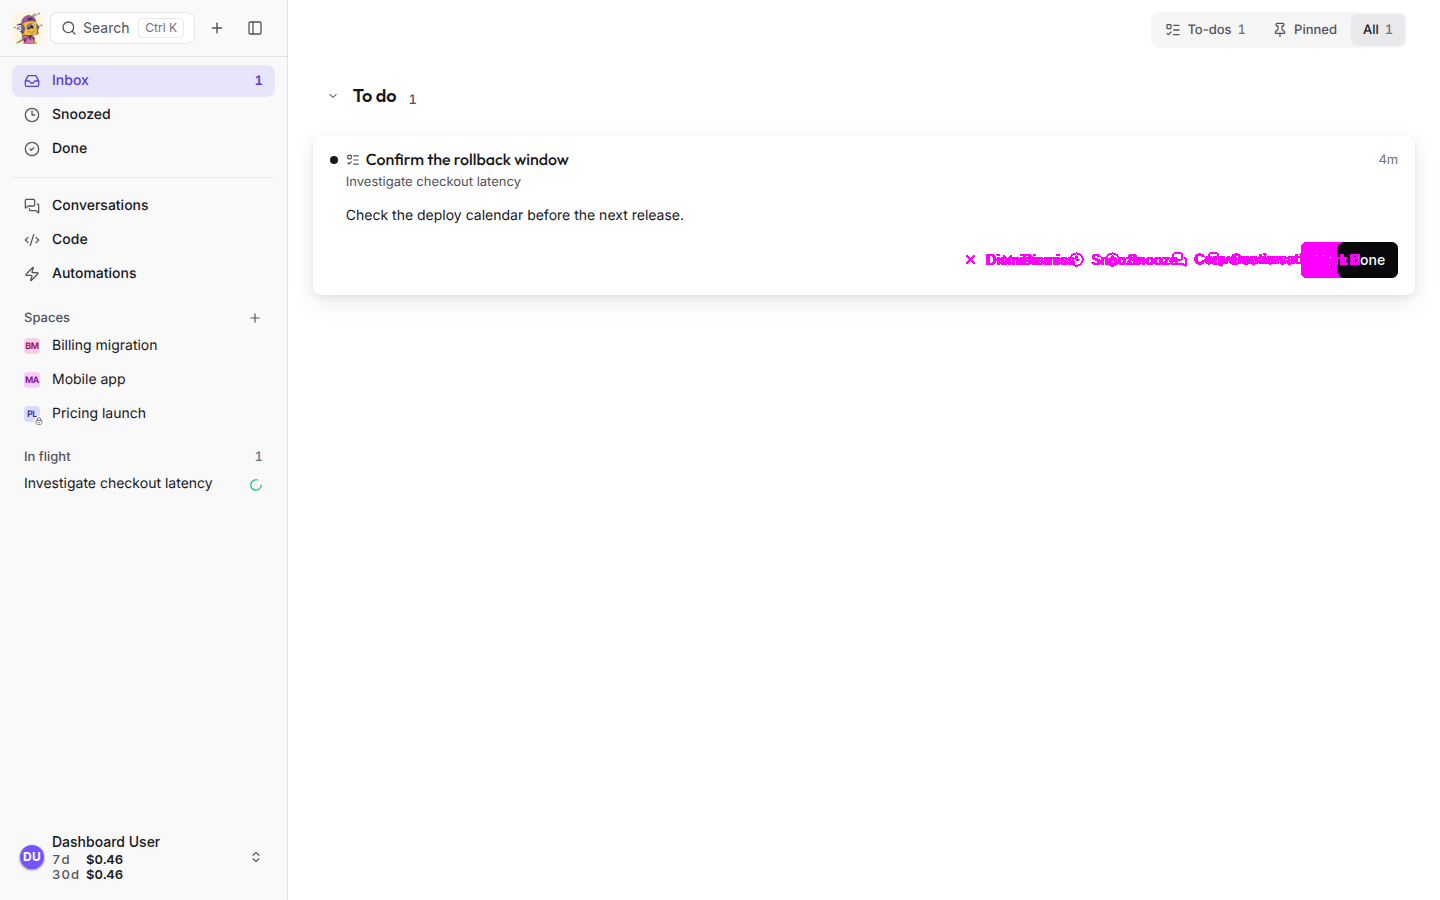 Search Ctrl K
Inbox 1
Snoozed
Done
Conversations
Code
Automations
Spaces
BM Billing migration
MA Mobile app
PL Pricing launch
In flight 1
Investigate checkout latency
DU Dashboard User
7d $0.46
30d $0.46
To-dos 1 Pinned All 1
To do 1
Confirm the rollback window 4m
Investigate checkout latency
Check the deploy calendar before the next release.